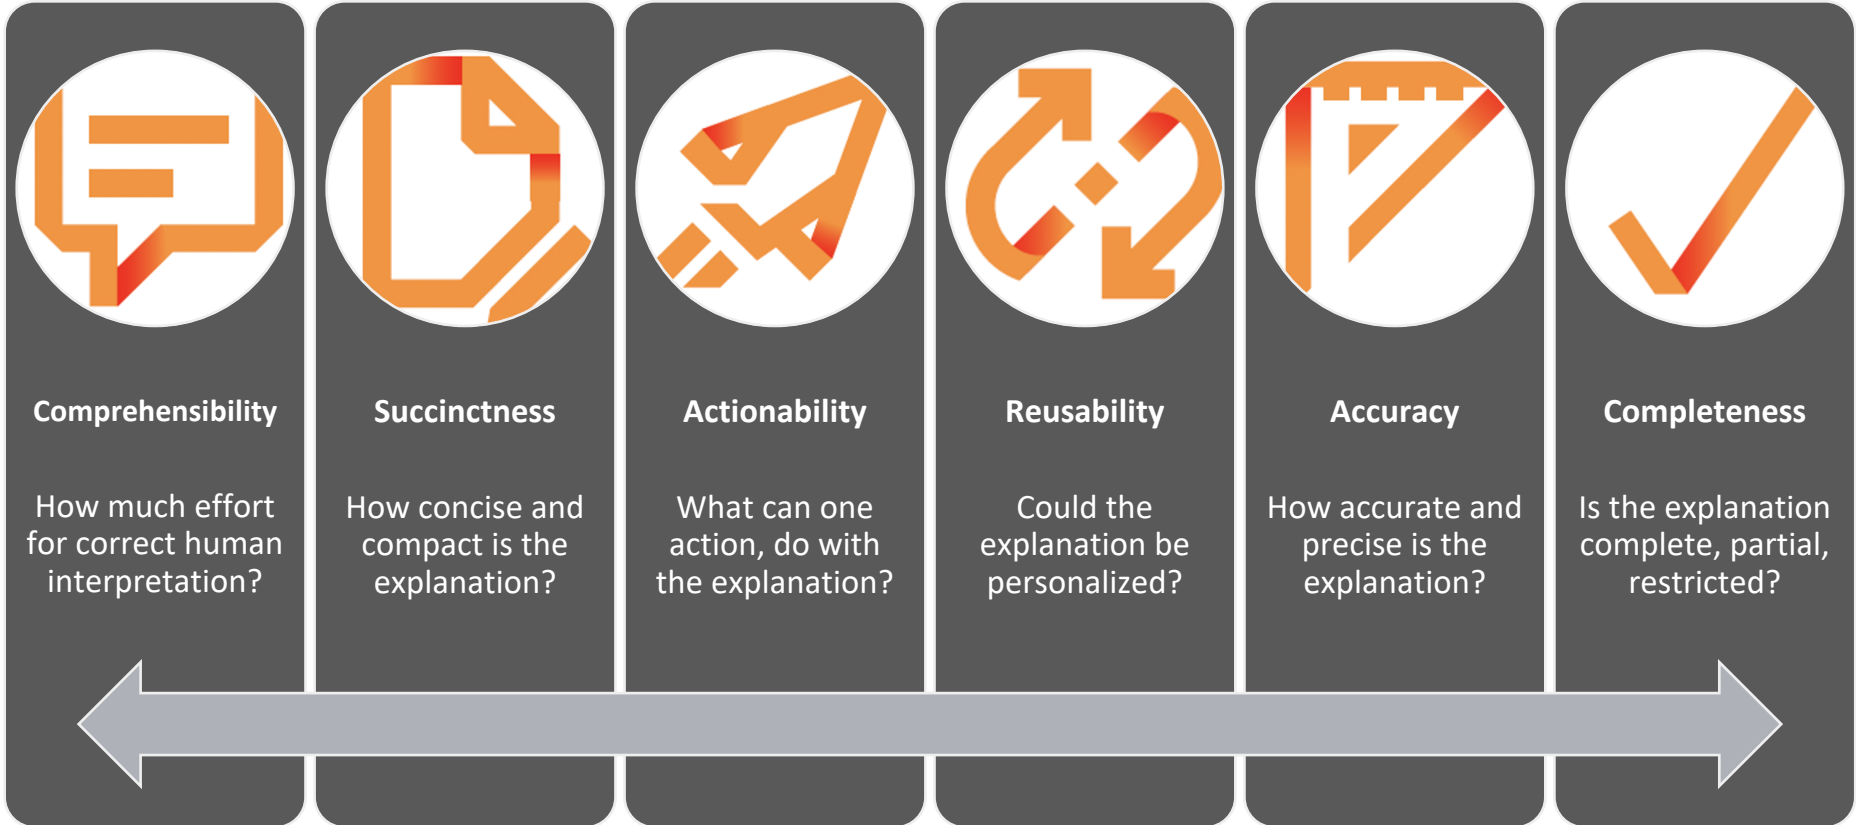 Comprehensibility
How much effort
for correct human
interpretation?
Succinctness
How concise and
compact is the
explanation?
Actionability
What can one
action, do with
the explanation?
Reusability
Could the
explanation be
personalized?
Accuracy
How accurate and
precise is the
explanation?
Completeness
Is the explanation
complete, partial,
restricted?